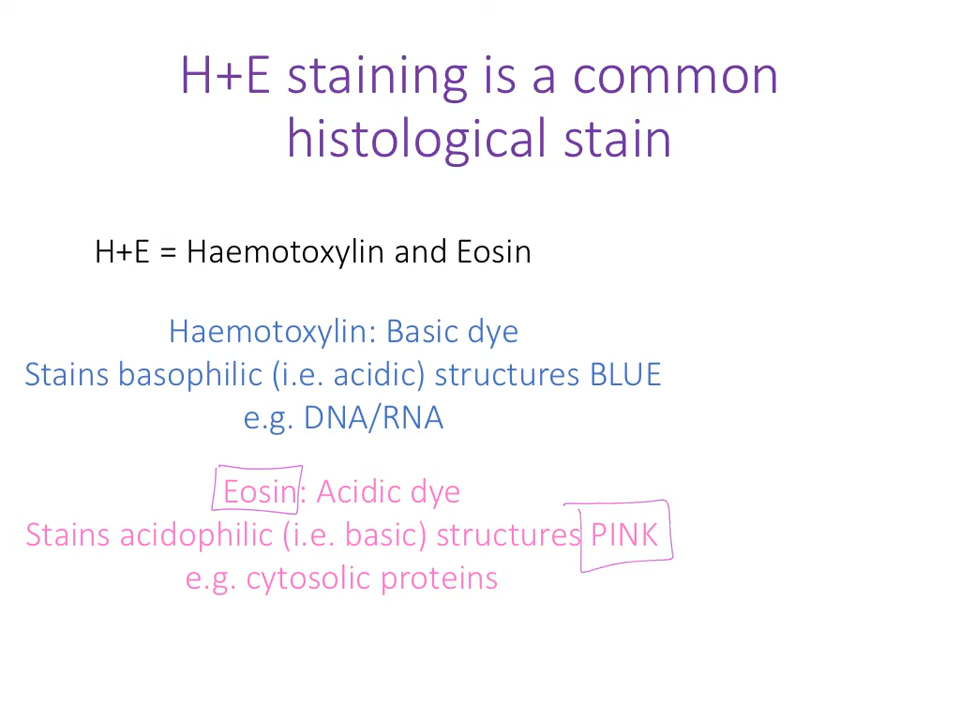 H+E staining is a common
histological stain
H+E = Haemotoxylin and Eosin
Haemotoxylin: Basic dye
Stains basophilic (i.e. acidic) structures BLUE
e.g. DNA/RNA
Eosin: Acidic dye
Stains acidophilic (i.e. basic) structures PINK
e.g. cytosolic proteins